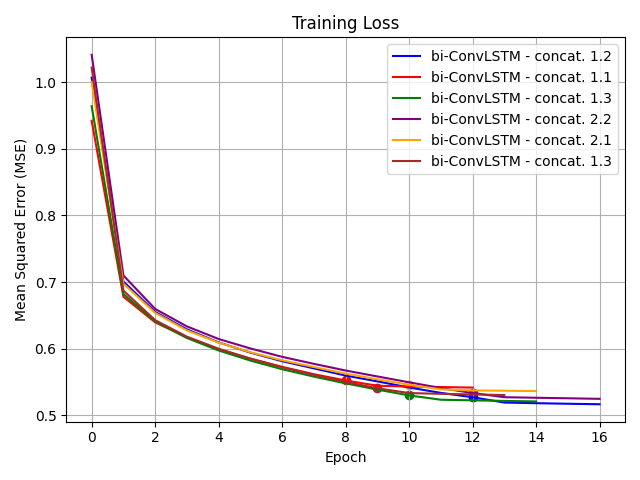 Training Loss
bi-ConvLSTM - concat. 1.2
bi-ConvLSTM - concat. 1.1
bi-ConvLSTM - concat. 1.3
bi-ConvLSTM - concat. 2.2
bi-ConvLSTM - concat. 2.1
bi-ConvLSTM - concat. 1.3
Mean Squared Error (MSE)
1.0
0.9
0.8
0.7
0.6
0.5
0 2 4 6 8 10 12 14 16
Epoch